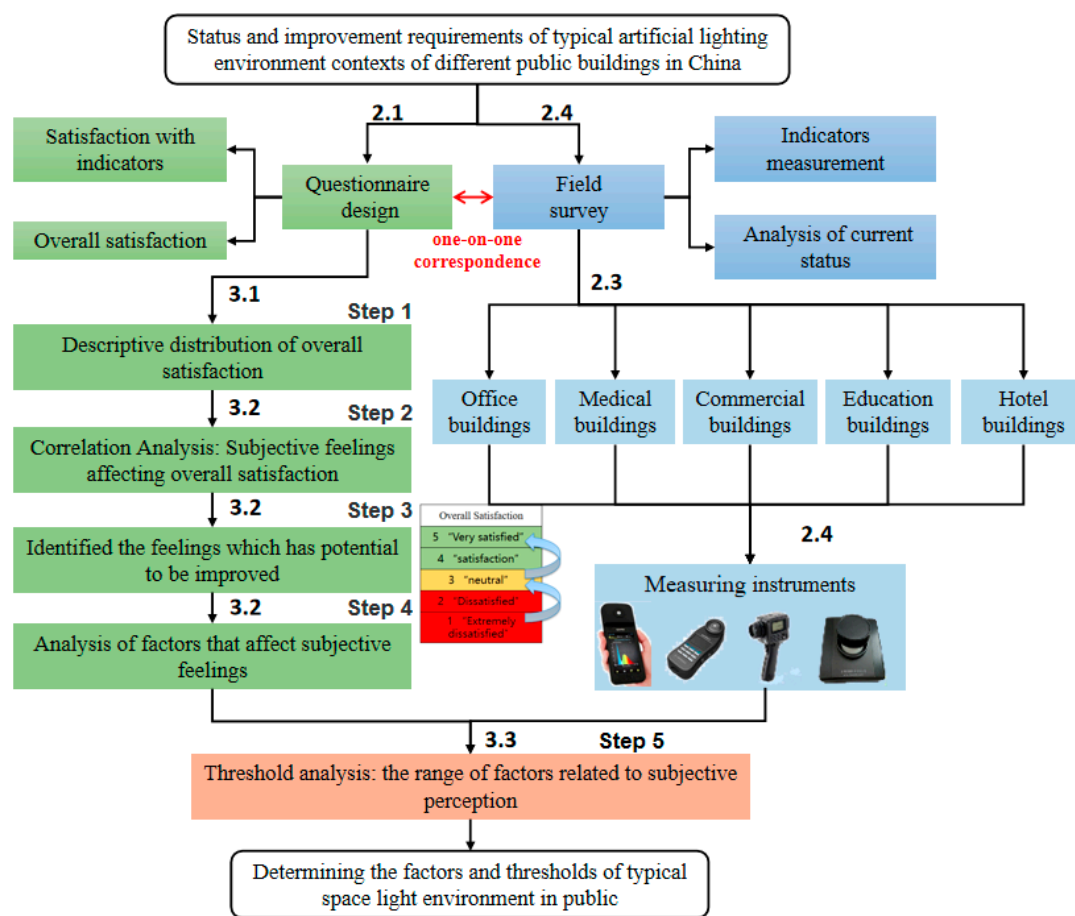 Status and improvement requirements of typical artificial lighting
environment contexts of different public buildings in China
2.1
2.4
Satisfaction with
indicators
Overall satisfaction
Questionnaire
design
one-on-one
correspondence
Field
survey
Indicators
measurement
Analysis of current
status
3.1
Step 1
Descriptive distribution of overall
satisfaction
3.2
Step 2
Correlation Analysis: Subjective feelings
affecting overall satisfaction
3.2
Step 3
Identified the feelings which has potential
to be improved
3.2
Step 4
Analysis of factors that affect subjective
feelings
2.3
Office
buildings
Medical
buildings
Commercial
buildings
Education
buildings
Hotel
buildings
Overall Satisfaction
5 "Very satisfied"
4 "satisfaction"
3 "neutral"
2 "Dissatisfied"
1 "Extremely
dissatisfied"
2.4
Measuring instruments
3.3
Step 5
Threshold analysis: the range of factors related to subjective
perception
Determining the factors and thresholds of typical
space light environment in public